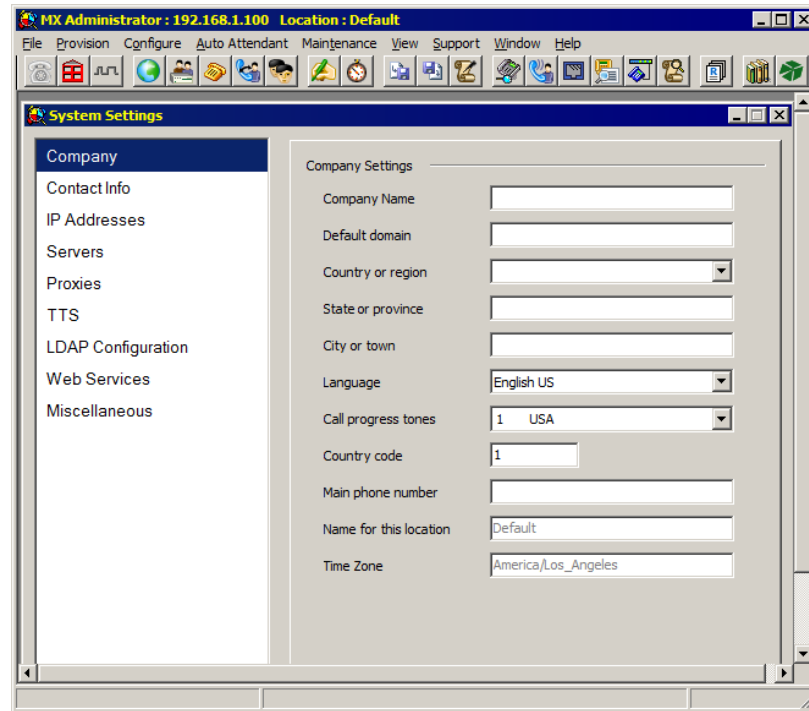 MX Administrator : 192.168.1.100 Location : Default
File Provision Configure Auto Attendant Maintenance View Support Window Help
System Settings
Company
Contact Info
IP Addresses
Servers
Proxies
TTS
LDAP Configuration
Web Services
Miscellaneous
Company Settings
Company Name
Default domain
Country or region
State or province
City or town
Language English US
Call progress tones 1 USA
Country code 1
Main phone number
Name for this location Default
Time Zone America/Los_Angeles